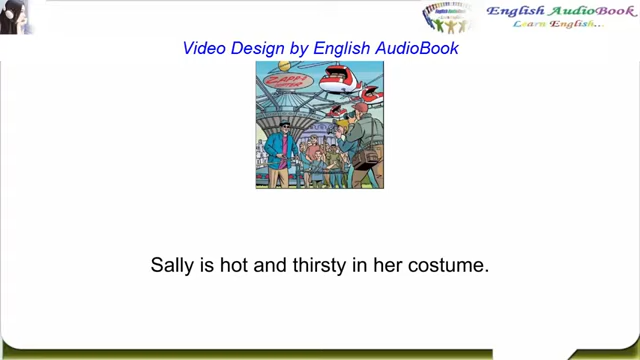 English AudioBook
Learn English...
Video Design by English AudioBook
Sally is hot and thirsty in her costume.